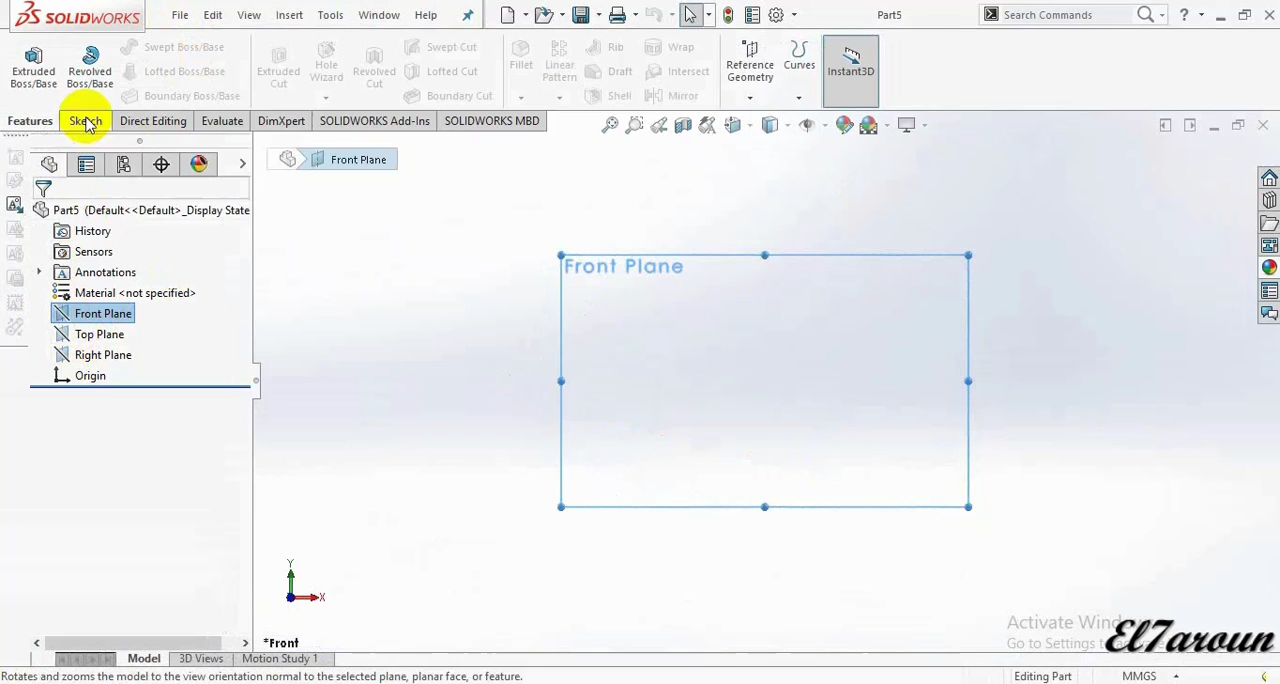 SOLIDWORKS File Edit View Insert Tools Window Help Part5 Search Commands ?
Extruded Boss/Base
Revolved Boss/Base
Swept Boss/Base
Lofted Boss/Base
Boundary Boss/Base
Extruded Cut
Hole Wizard
Revolved Cut
Swept Cut
Lofted Cut
Boundary Cut
Fillet
Linear Pattern
Rib
Draft
Shell
Wrap
Intersect
Mirror
Reference Geometry
Curves
Instant3D
Features Sketch Direct Editing Evaluate DimXpert SOLIDWORKS Add-Ins SOLIDWORKS MBD
Front Plane
Part5 (Default<<Default>_Display State
History
Sensors
Annotations
Material <not specified>
Front Plane
Top Plane
Right Plane
Origin
Front Plane
Y
X
*Front
Activate Wind
Go to Settings to
El7aroun
Model 3D Views Motion Study 1
Rotates and zooms the model to the view orientation normal to the selected plane, planar face, or feature.
Editing Part MMGS